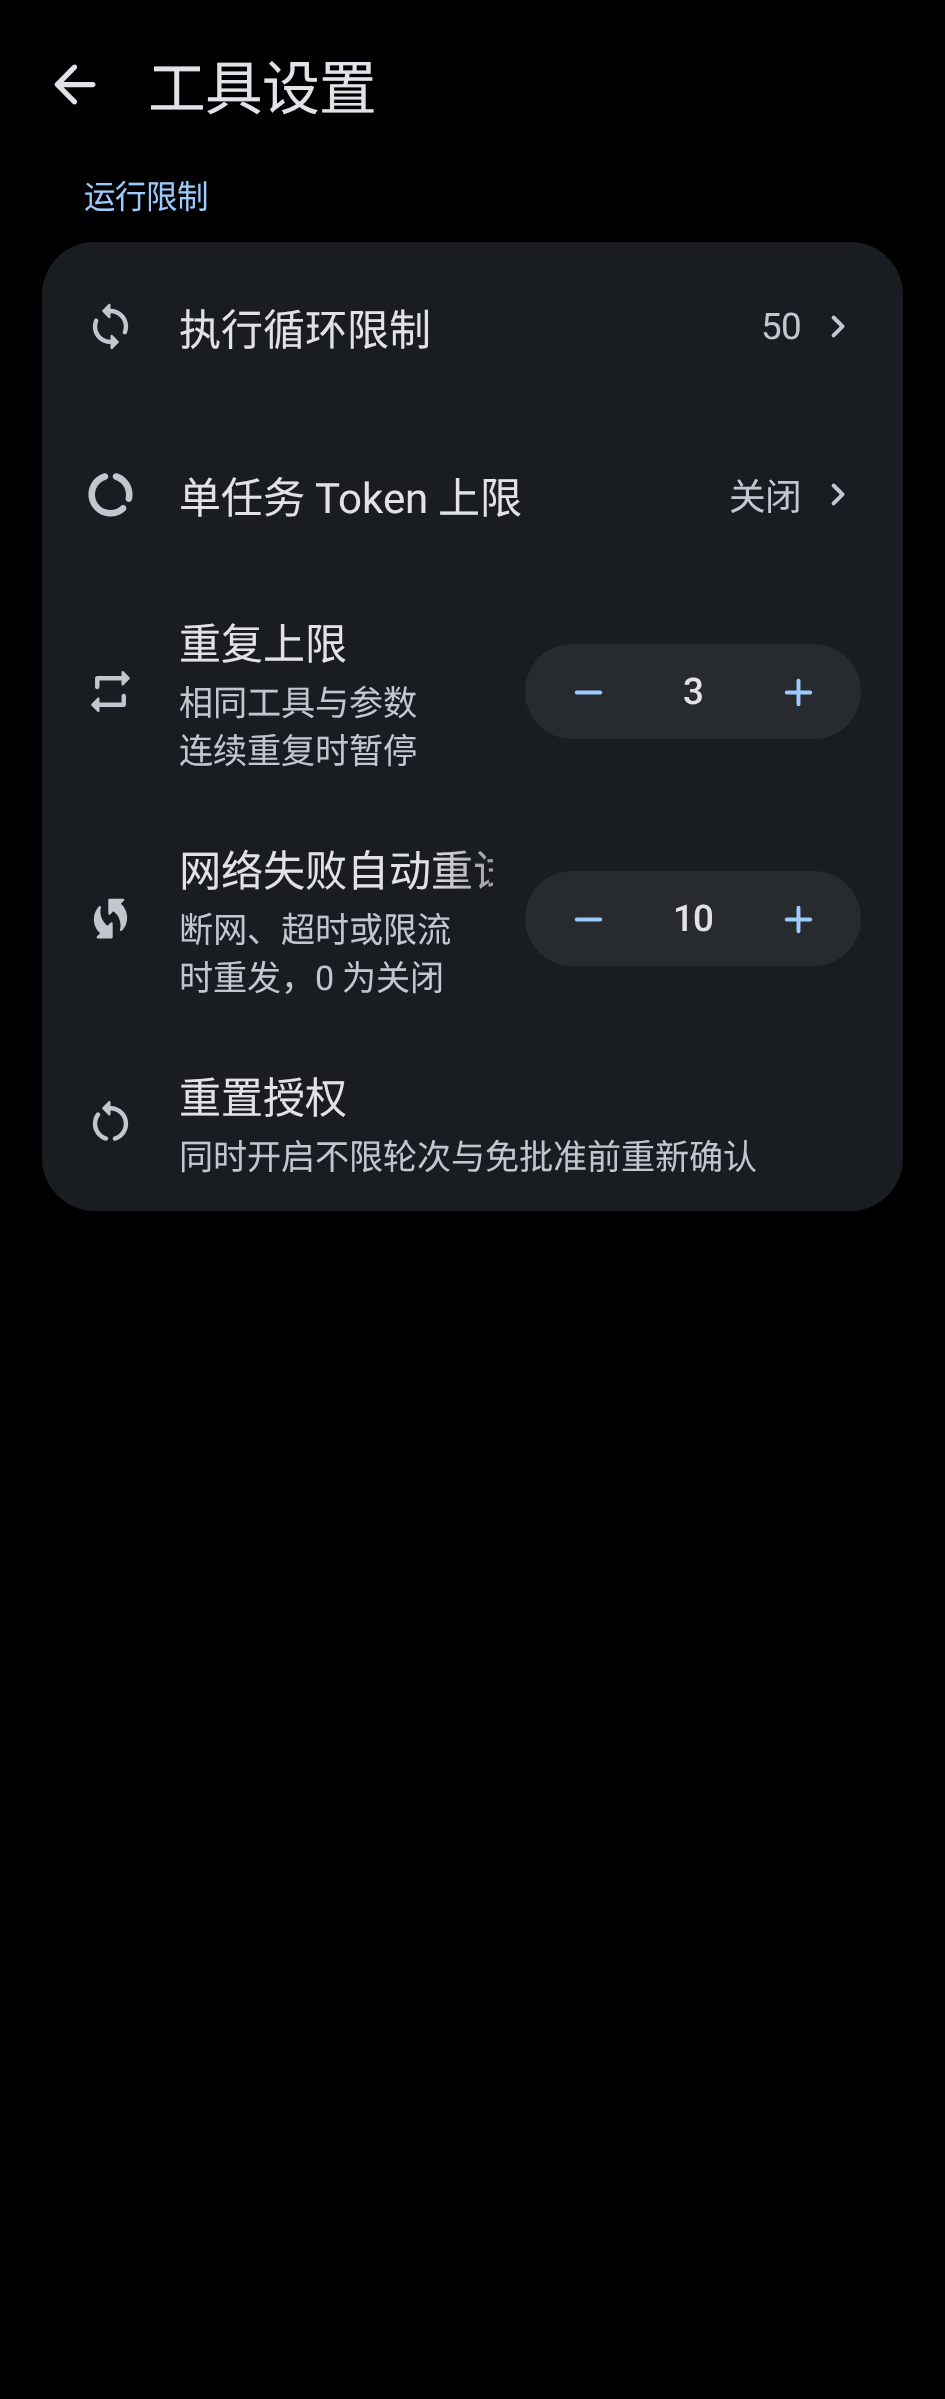 工具设置
运行限制
执行循环限制
50
单任务 Token 上限
关闭
重复上限
相同工具与参数
连续重复时暂停
3
网络失败自动重
断网、超时或限流
时重发，0 为关闭
10
重置授权
同时开启不限轮次与免批准前重新确认